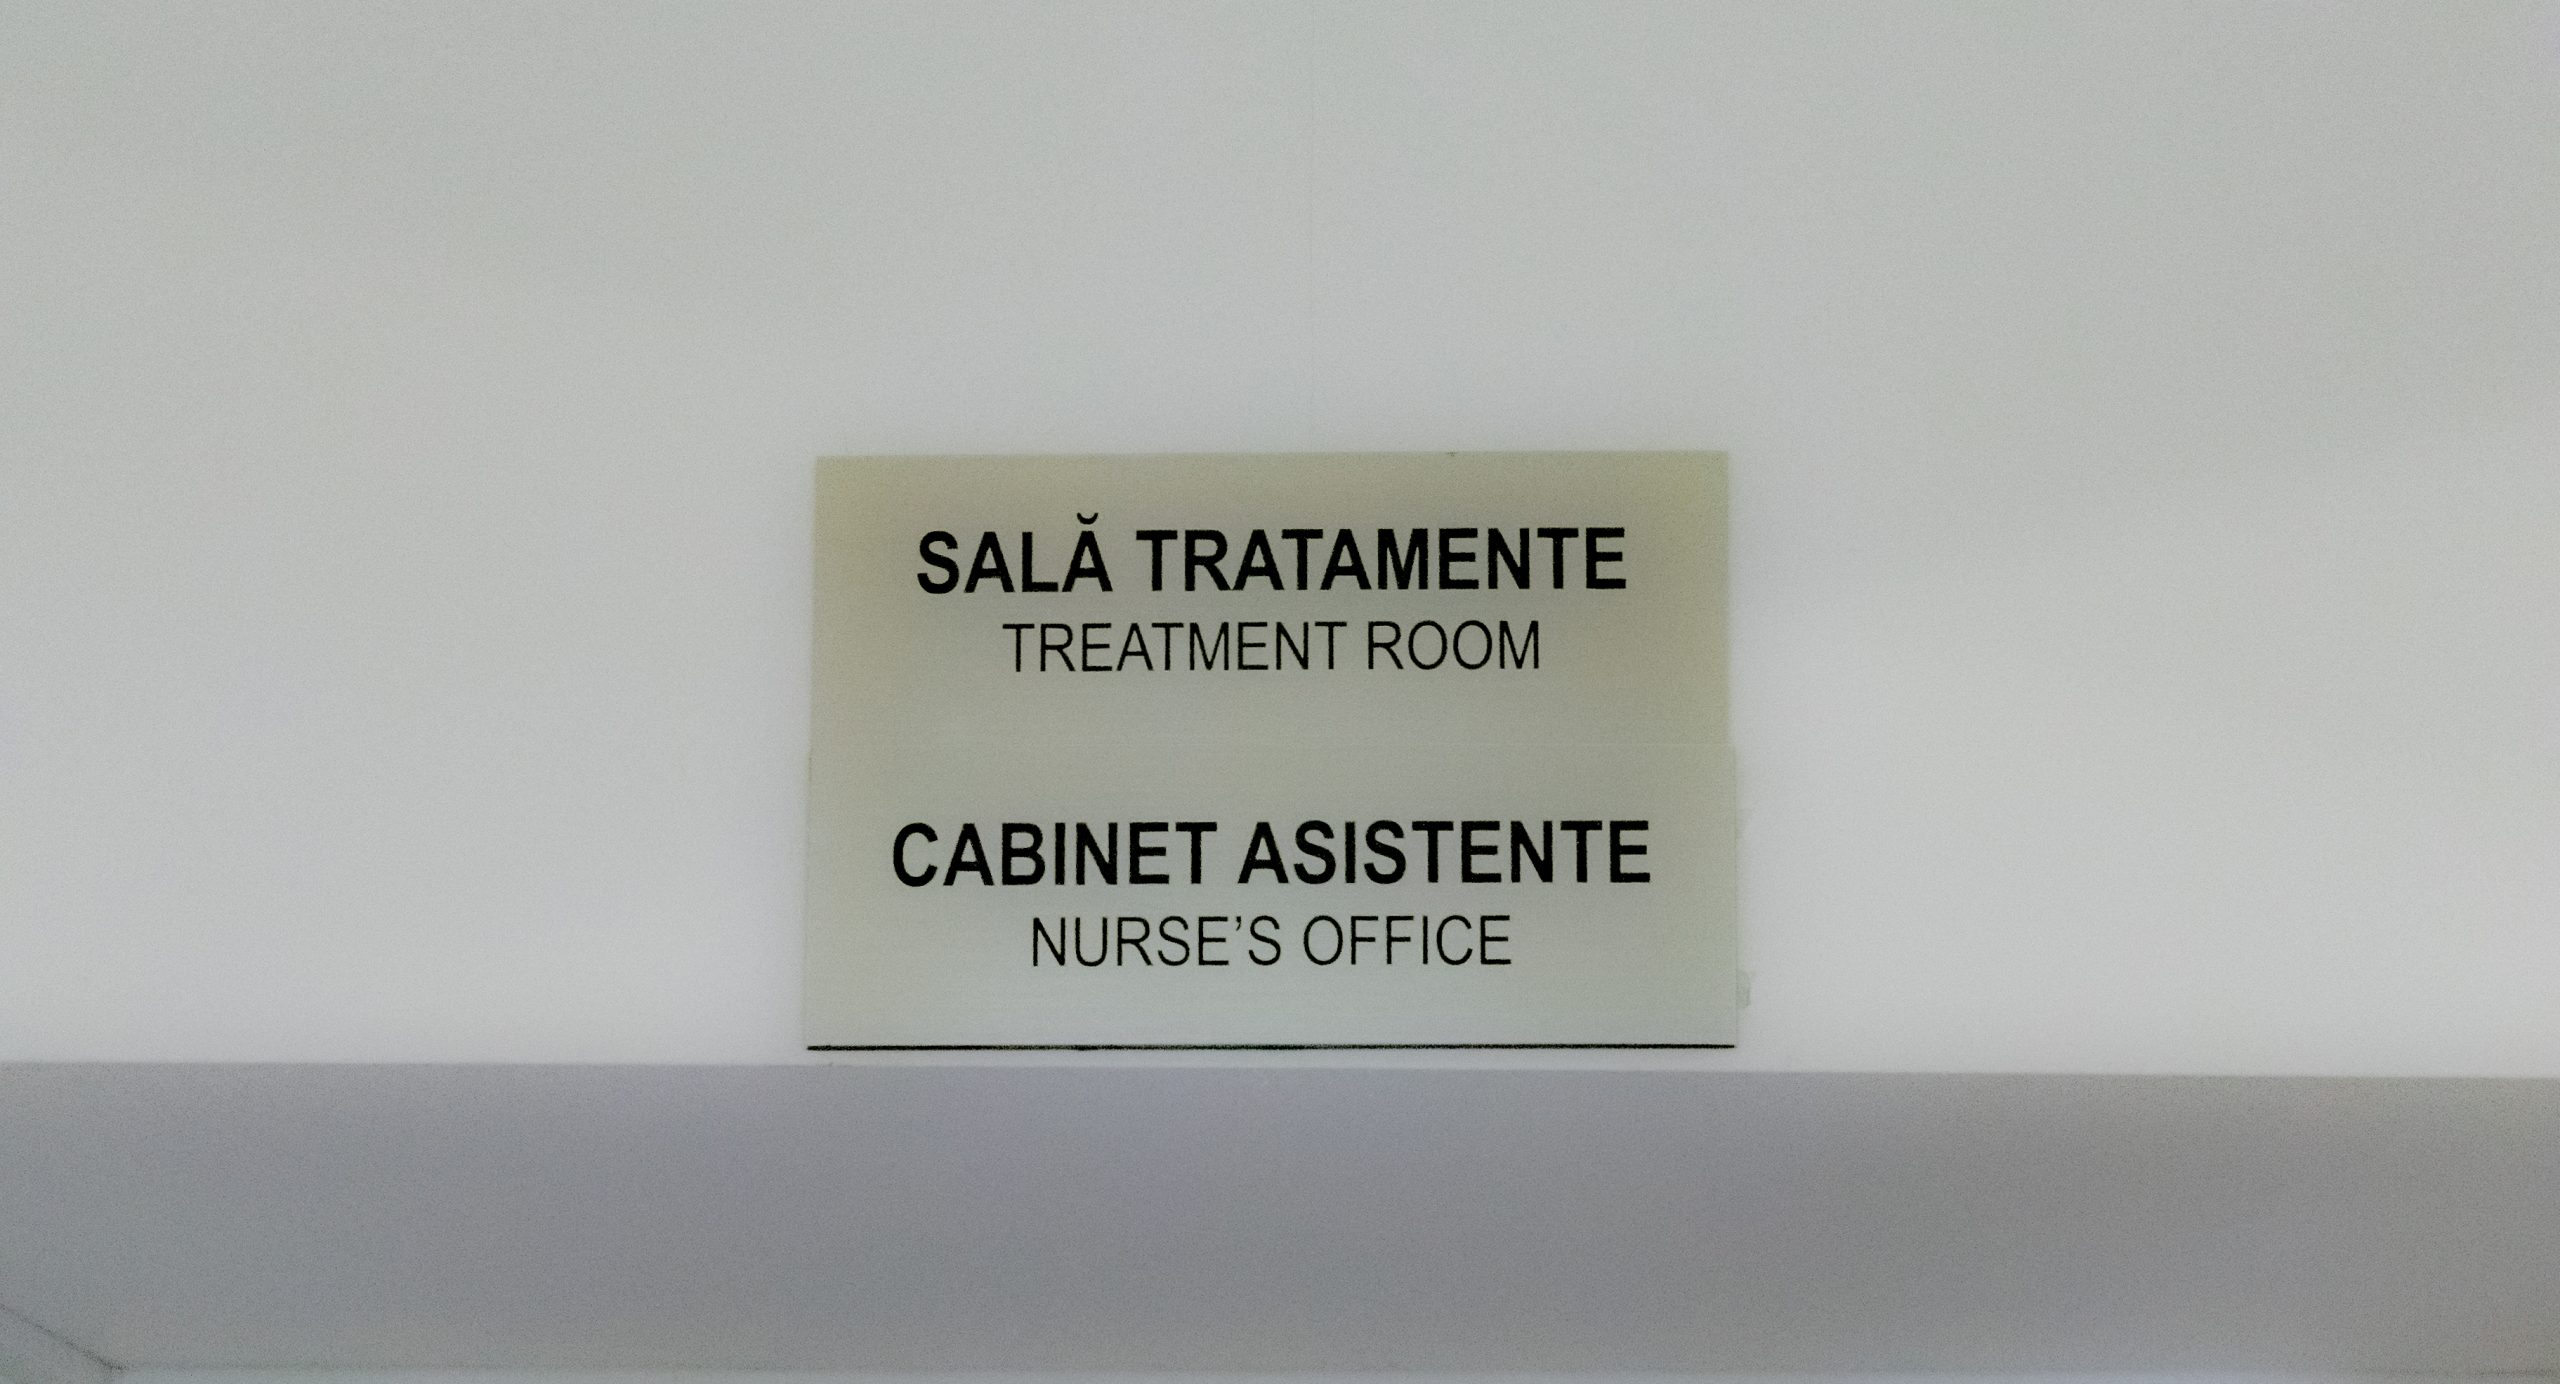 SALĂ TRATAMENTE
TREATMENT ROOM
CABINET ASISTENTE
NURSE’S OFFICE